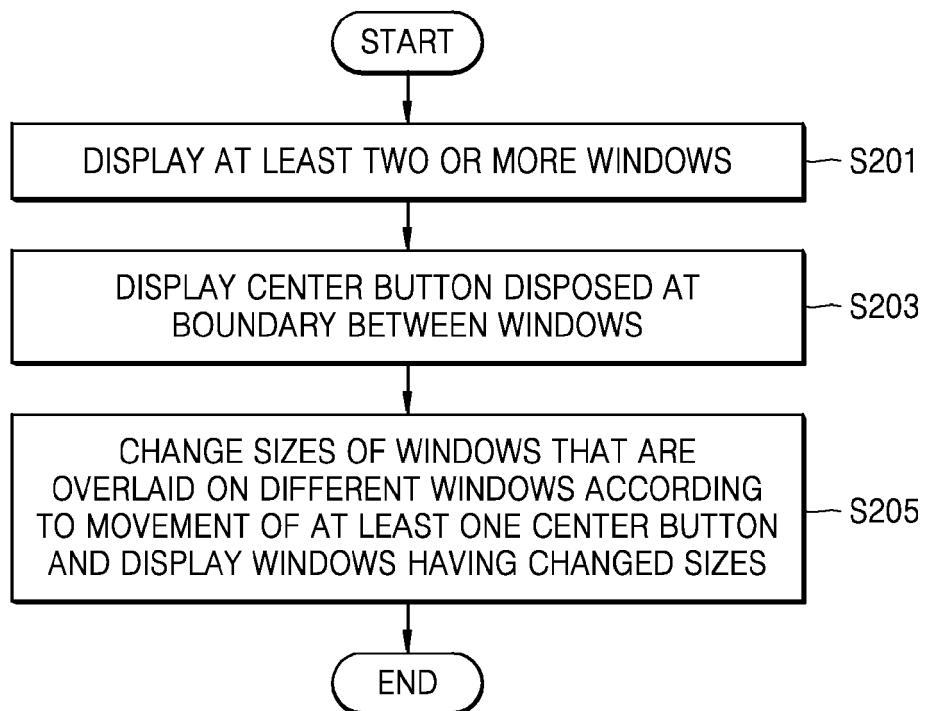 START
DISPLAY AT LEAST TWO OR MORE WINDOWS
S201
DISPLAY CENTER BUTTON DISPOSED AT
BOUNDARY BETWEEN WINDOWS
S203
CHANGE SIZES OF WINDOWS THAT ARE
OVERLAID ON DIFFERENT WINDOWS ACCORDING
TO MOVEMENT OF AT LEAST ONE CENTER BUTTON
AND DISPLAY WINDOWS HAVING CHANGED SIZES
S205
END